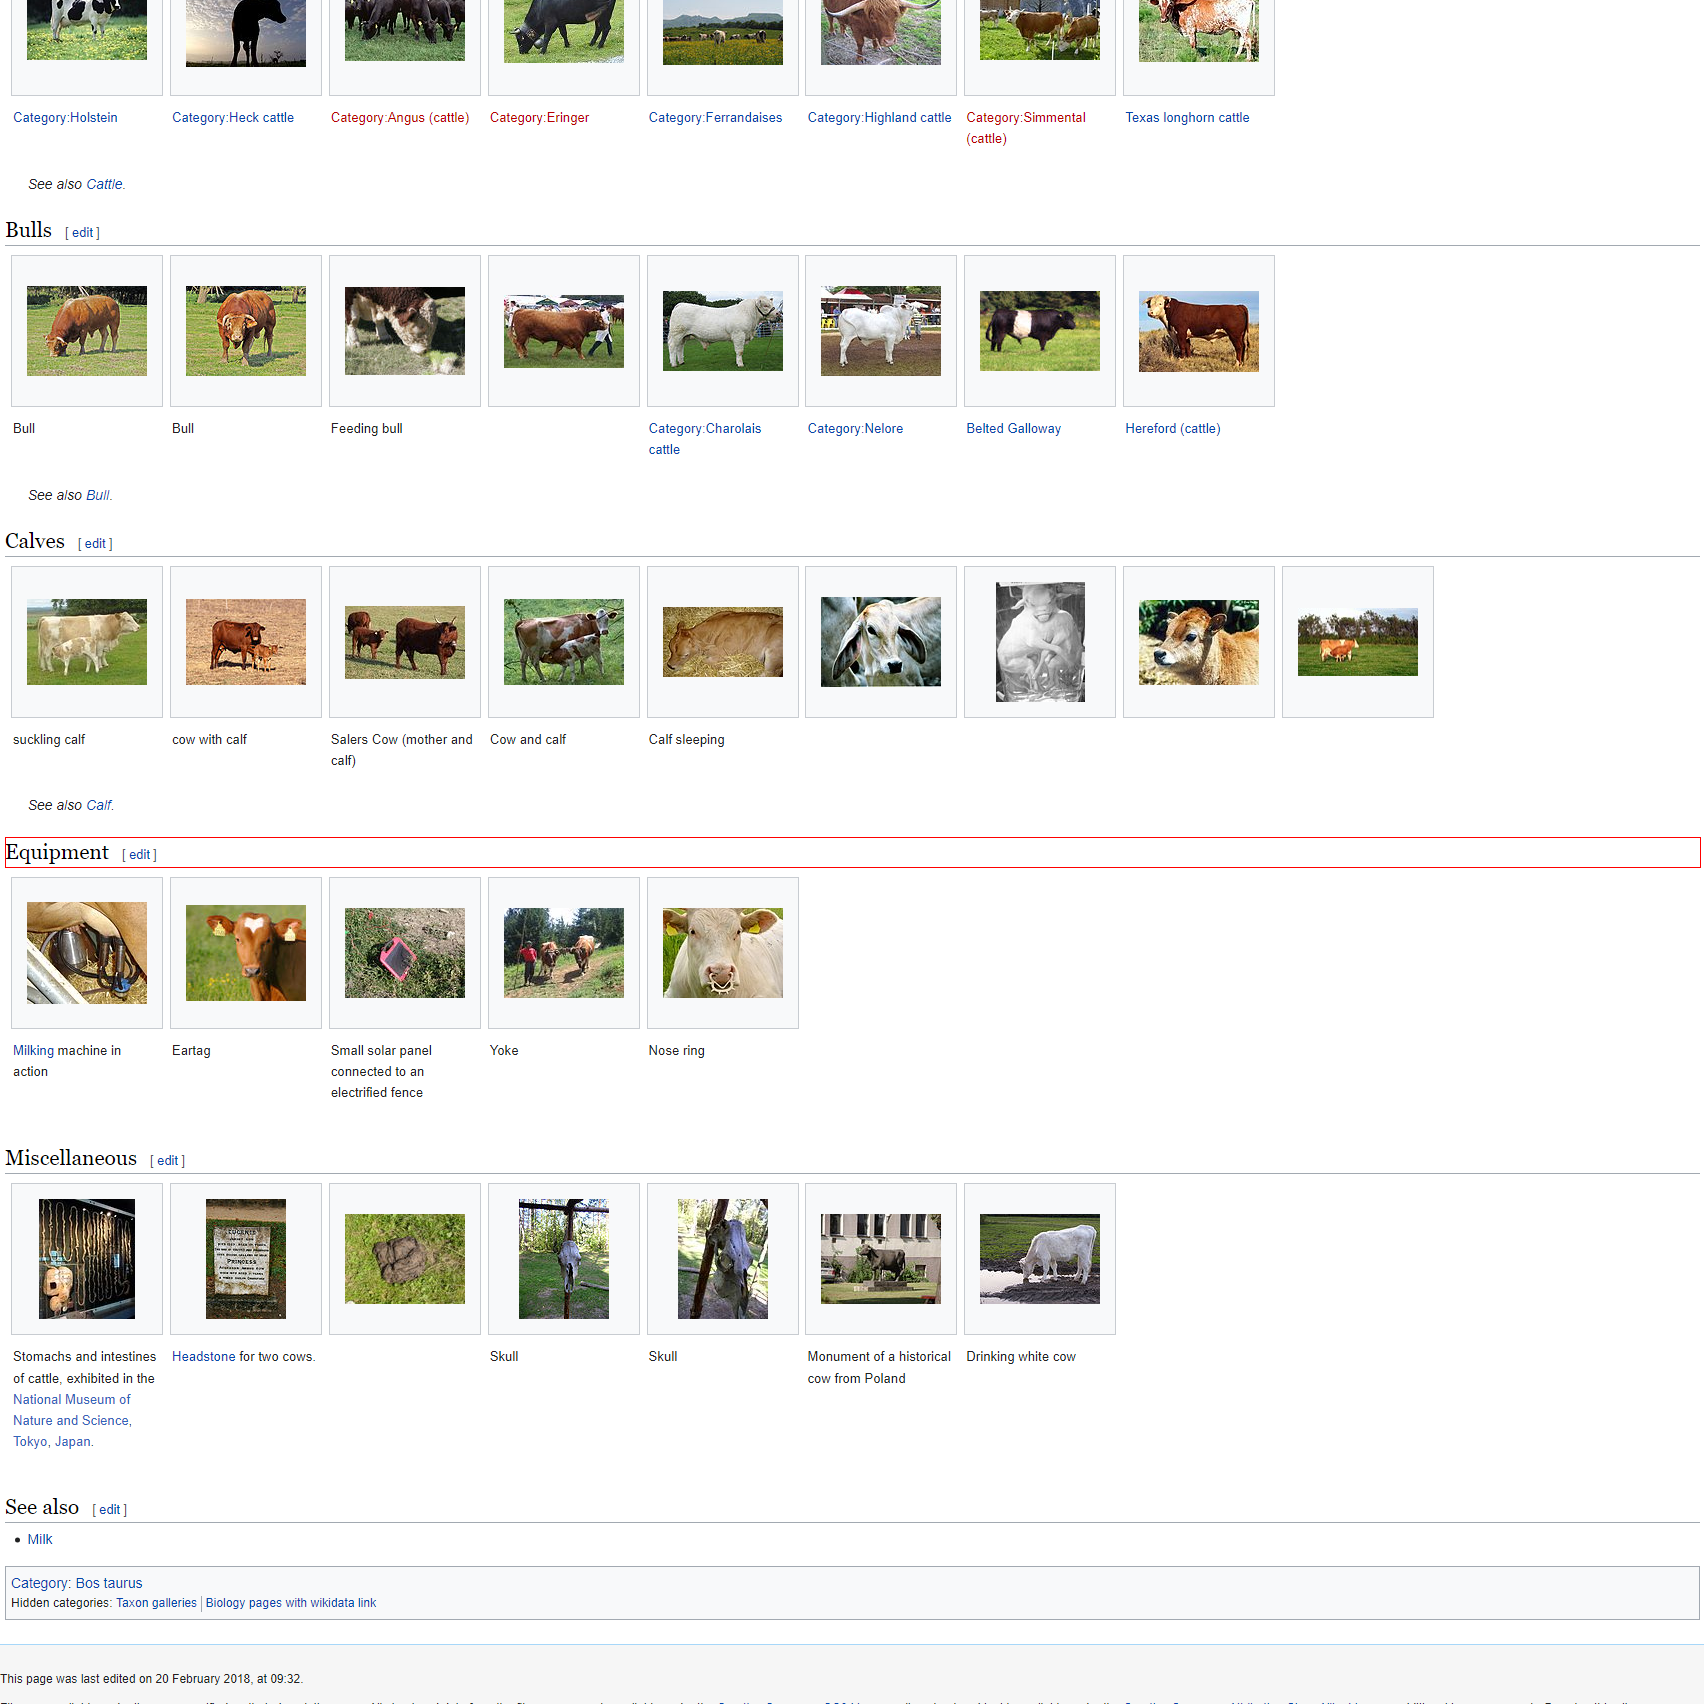 Category:Holstein
Category:Heck cattle
Category:Angus (cattle)
Category:Eringer
Category:Ferrandaises
Category:Highland cattle
Category:Simmental
(cattle)
Texas longhorn cattle
See also Cattle.
Bulls [ edit ]
Bull
Bull
Feeding bull
Category:Charolais
cattle
Category:Nelore
Belted Galloway
Hereford (cattle)
See also Bull.
Calves [ edit ]
suckling calf
cow with calf
Salers Cow (mother and
calf)
Cow and calf
Calf sleeping
See also Calf.
Equipment [ edit ]
Milking machine in
action
Eartag
Small solar panel
connected to an
electrified fence
Yoke
Nose ring
Miscellaneous [ edit ]
PRINCESS
Stomachs and intestines
of cattle, exhibited in the
National Museum of
Nature and Science,
Tokyo, Japan.
Headstone for two cows.
Skull
Skull
Monument of a historical
cow from Poland
Drinking white cow
See also [ edit ]
Milk
Category: Bos taurus
Hidden categories: Taxon galleries | Biology pages with wikidata link
This page was last edited on 20 February 2018, at 09:32.